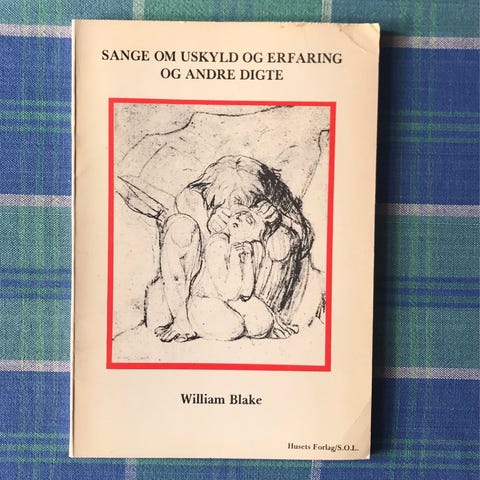 SANGE OM USKYLD OG ERFARING
OG ANDRE DIGTE
William Blake
Husets Forlag/S.O.L.